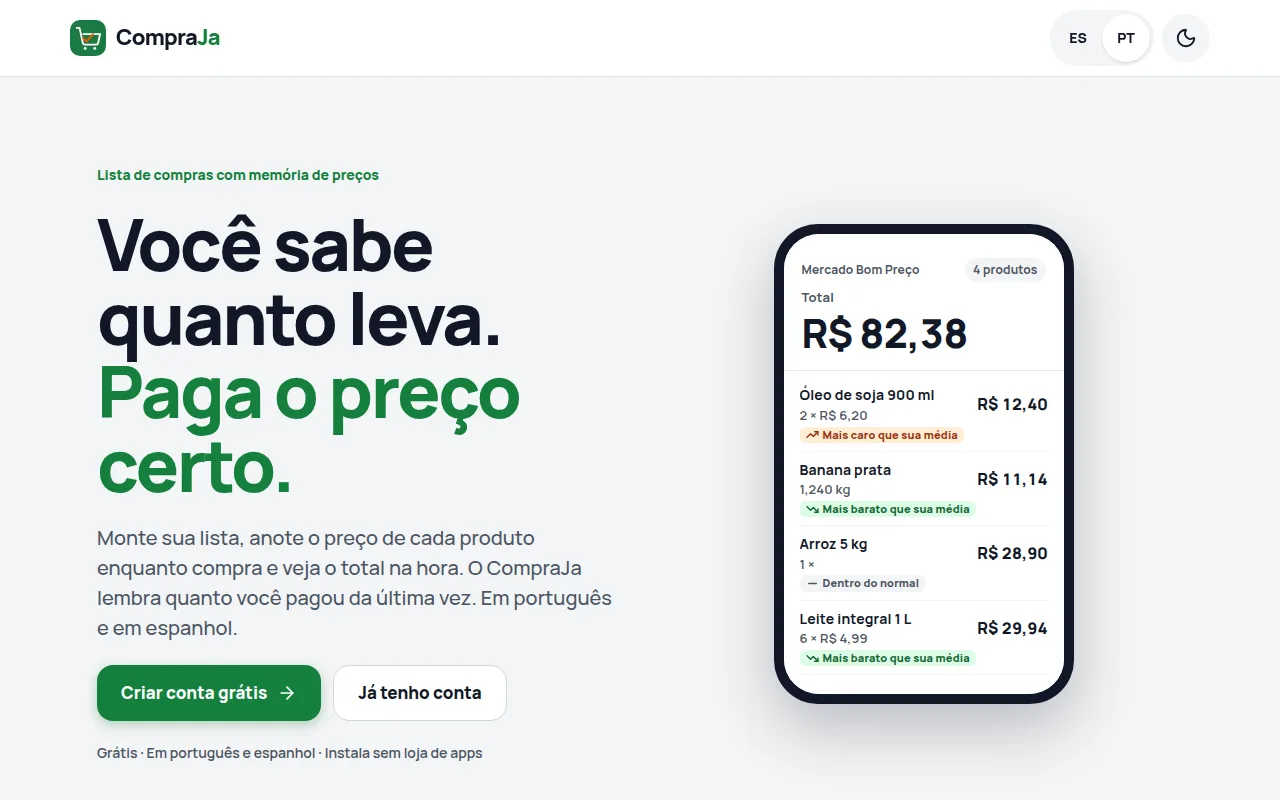 CompraJa
ES
PT
Lista de compras com memória de preços
Você sabe
quanto leva.
Paga o preço
certo.
Monte sua lista, anote o preço de cada produto
enquanto compra e veja o total na hora. O CompraJa
lembra quanto você pagou da última vez. Em português
e em espanhol.
Criar conta grátis →
Já tenho conta
Grátis · Em português e espanhol · Instala sem loja de apps
Mercado Bom Preço
4 produtos
Total
R$ 82,38
Óleo de soja 900 ml
R$ 12,40
2 × R$ 6,20
Mais caro que sua média
Banana prata
R$ 11,14
1,240 kg
Mais barato que sua média
Arroz 5 kg
R$ 28,90
1 ×
Dentro do normal
Leite integral 1 L
R$ 29,94
6 × R$ 4,99
Mais barato que sua média